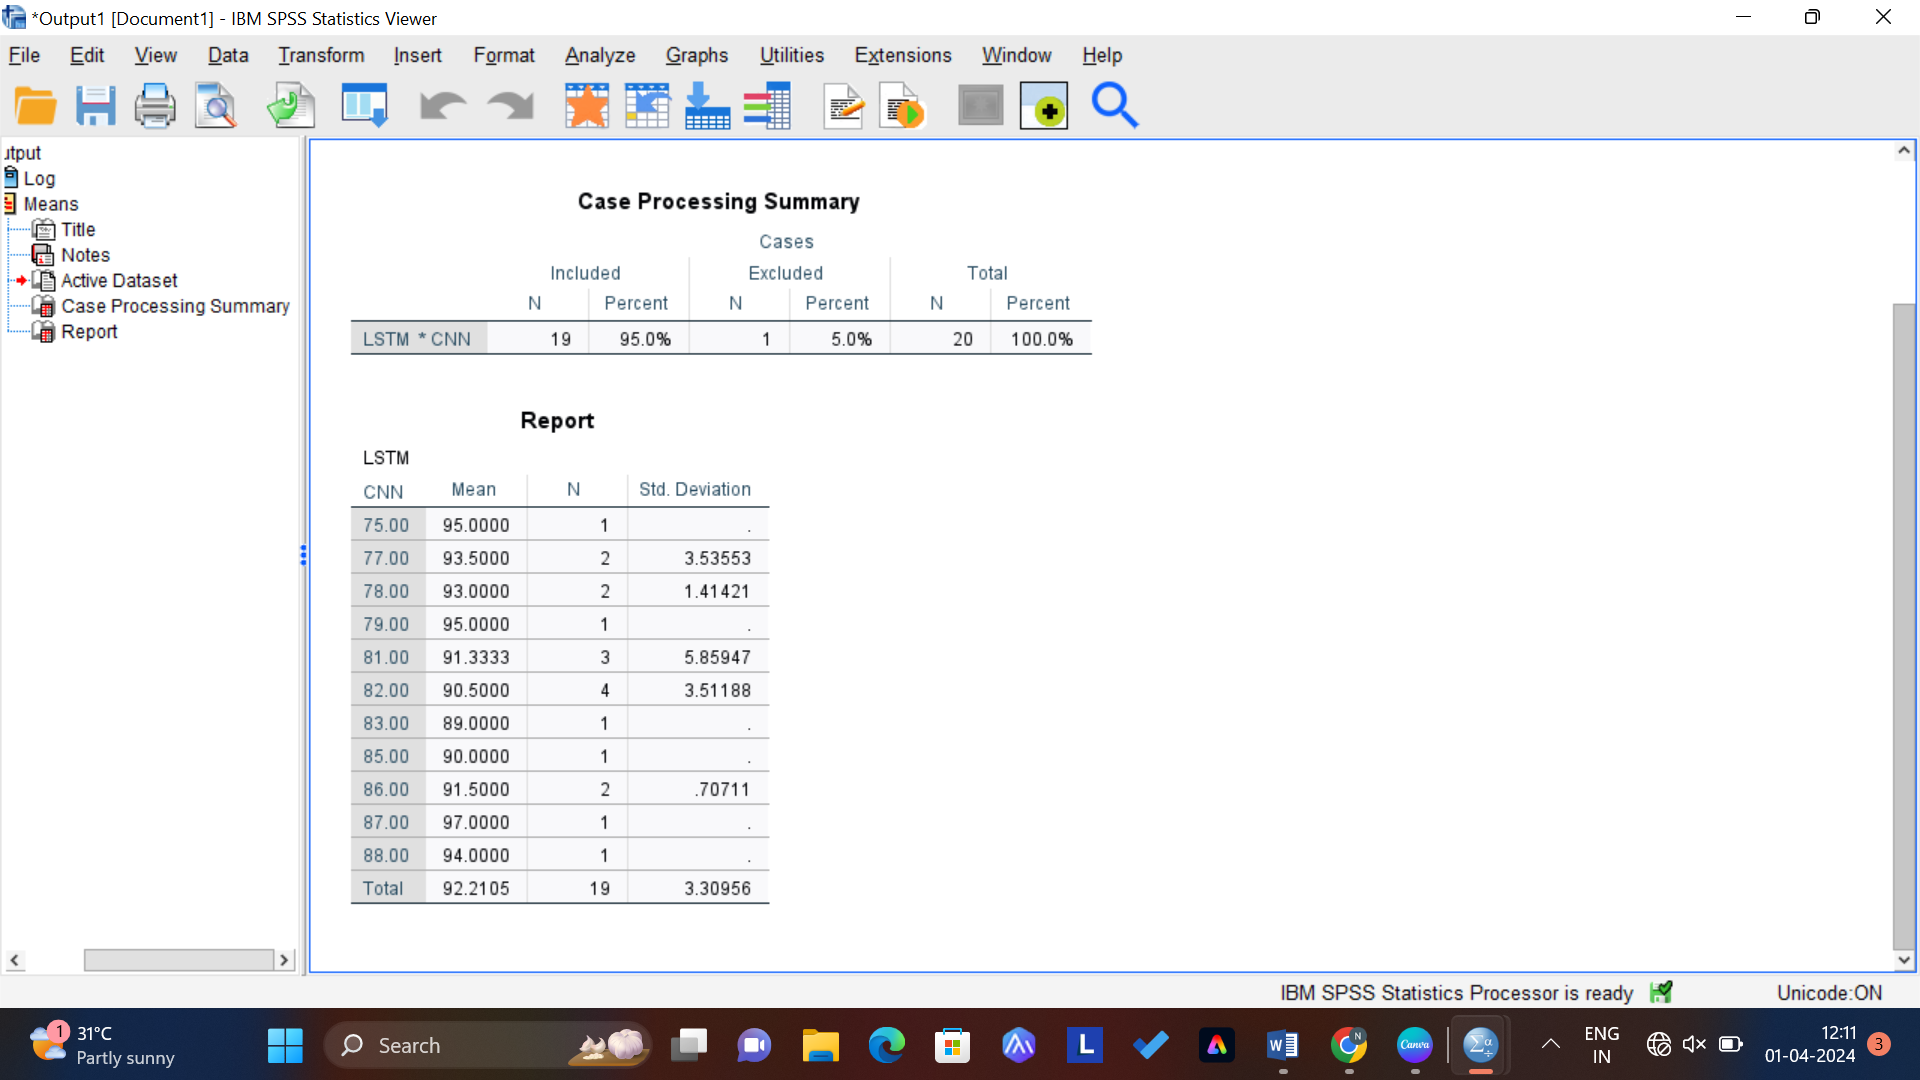 *Output1 [Document1] - IBM SPSS Statistics Viewer
File Edit View Data Transform Insert Format Analyze Graphs Utilities Extensions Window Help
utput
Log
Means
Title
Notes
Active Dataset
Case Processing Summary
Report
Case Processing Summary
Cases
Included Excluded Total
N Percent N Percent N Percent
LSTM * CNN 19 95.0% 1 5.0% 20 100.0%
Report
LSTM
CNN Mean N Std. Deviation
75.00 95.0000 1 .
77.00 93.5000 2 3.53553
78.00 93.0000 2 1.41421
79.00 95.0000 1 .
81.00 91.3333 3 5.85947
82.00 90.5000 4 3.51188
83.00 89.0000 1 .
85.00 90.0000 1 .
86.00 91.5000 2 .70711
87.00 97.0000 1 .
88.00 94.0000 1 .
Total 92.2105 19 3.30956
IBM SPSS Statistics Processor is ready Unicode:ON
1 31°C
Partly sunny
Search
L
W
N
Canva
Σα
ENG
IN
12:11
01-04-2024
3